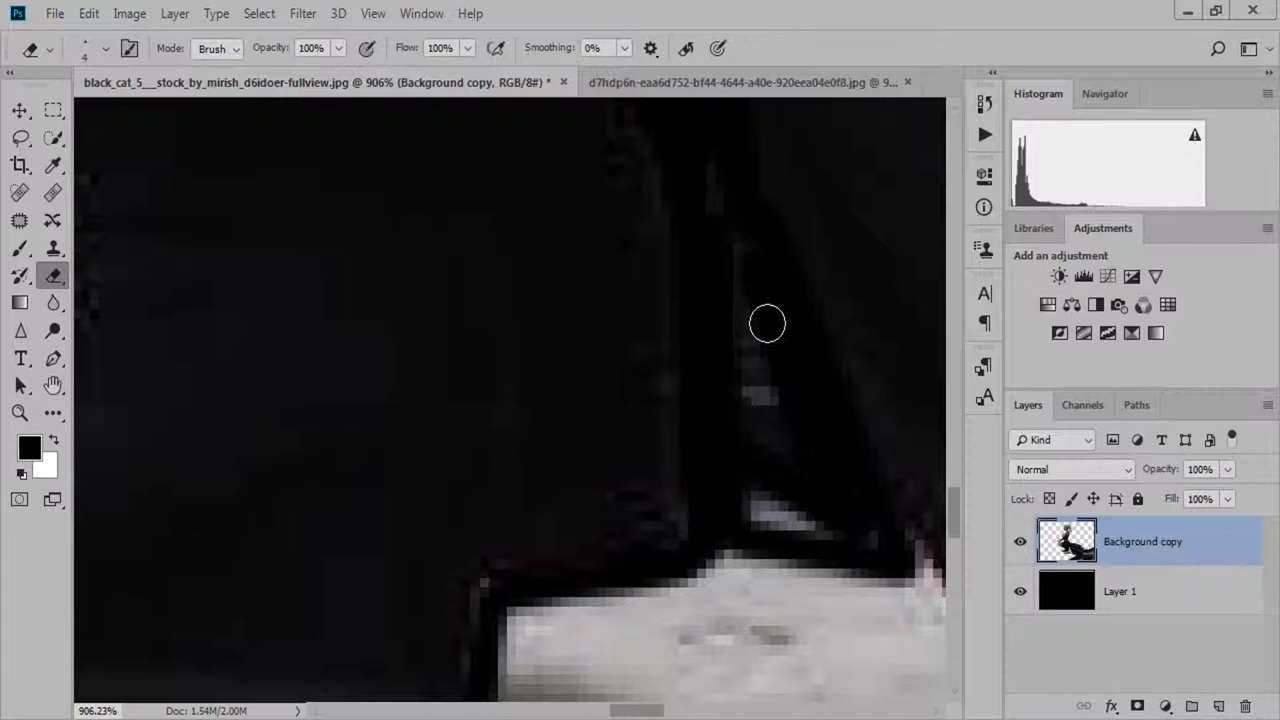 Ps File Edit Image Layer Type Select Filter 3D View Window Help
4 Mode: Brush Opacity: 100% Flow: 100% Smoothing: 0%
black_cat_5___stock_by_mirish_d6idoer-fullview.jpg @ 906% (Background copy, RGB/8#) * d7hdp6n-eaa6d752-bf44-4644-a40e-920eea04e0f8.jpg @ 9...
Histogram Navigator
Libraries Adjustments
Add an adjustment
Layers Channels Paths
Kind
Normal Opacity: 100%
Lock: Fill: 100%
Background copy
Layer 1
906.23% Doc: 1.54M/2.00M